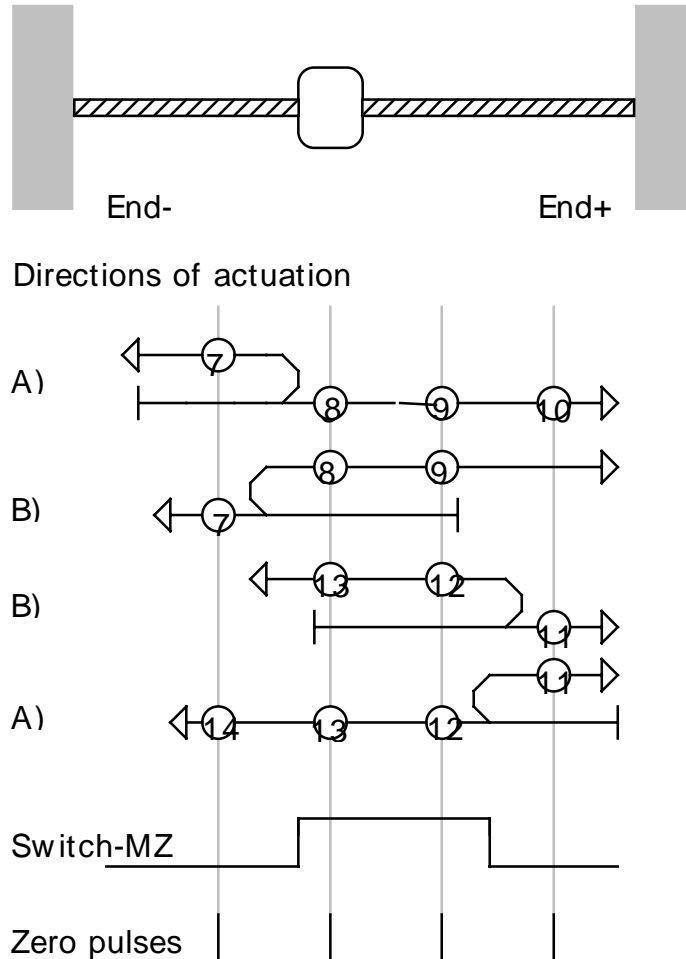 End- End+
Directions of actuation
7
A)
8 9 10
8 9
B)
7
13 12
B)
11
11
A)
14 13 12
Switch-MZ
Zero pulses